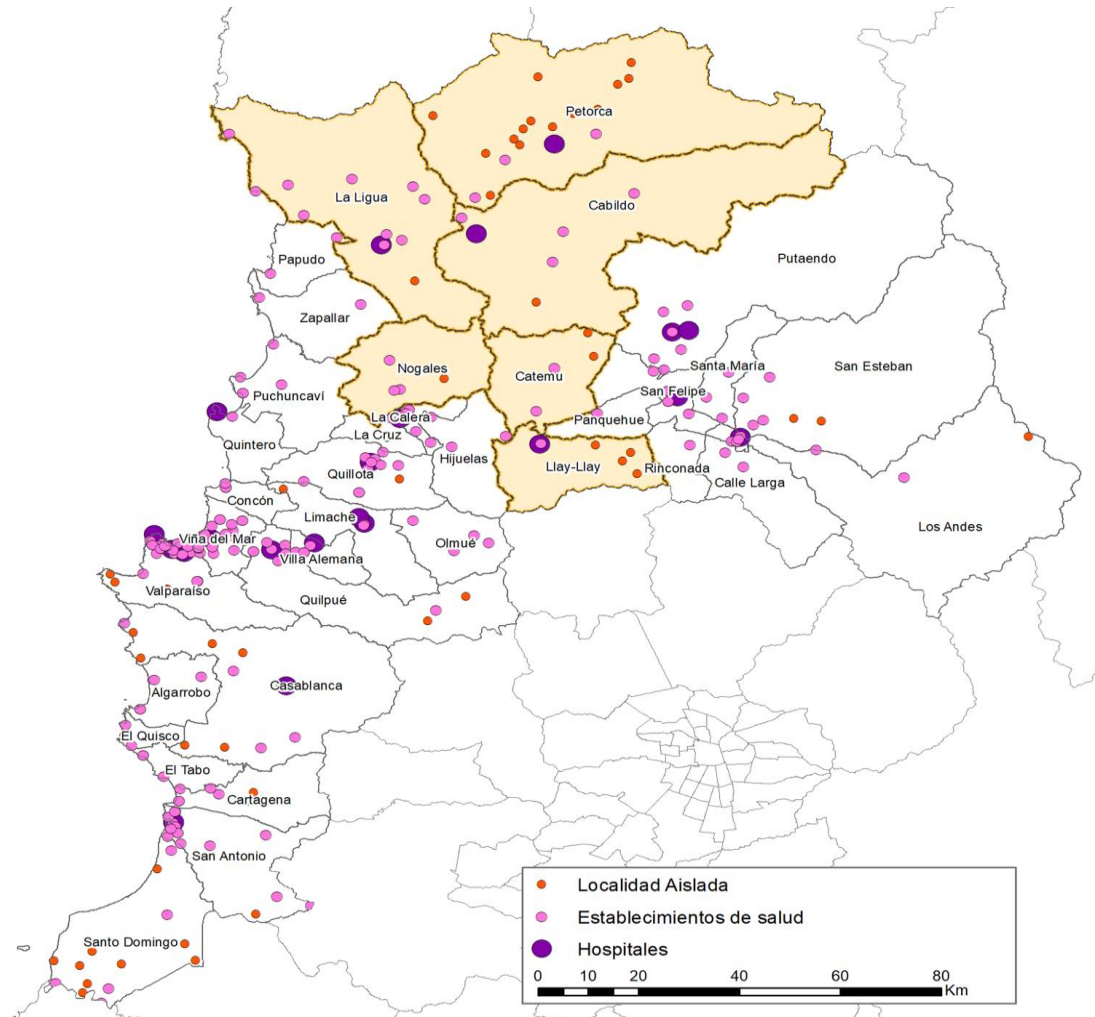 Petorca
La Ligua
Cabildo
Papudo
Putaendo
Zapallar
Nogales
Catemu
Santa María
San Esteban
Puchuncaví
San Felipe
La Calera
Panquehue
La Cruz
Quintero
Hijuelas
Quillota
Llay-Llay
Rinconada
Calle Larga
Concón
Limache
Los Andes
Viña del Mar
Olmué
Villa Alemana
Valparaíso
Quilpué
Algarrobo
Casablanca
El Quisco
El Tabo
Cartagena
San Antonio
Santo Domingo
Localidad Aislada
Establecimientos de salud
Hospitales
0 10 20 40 60 80
Km